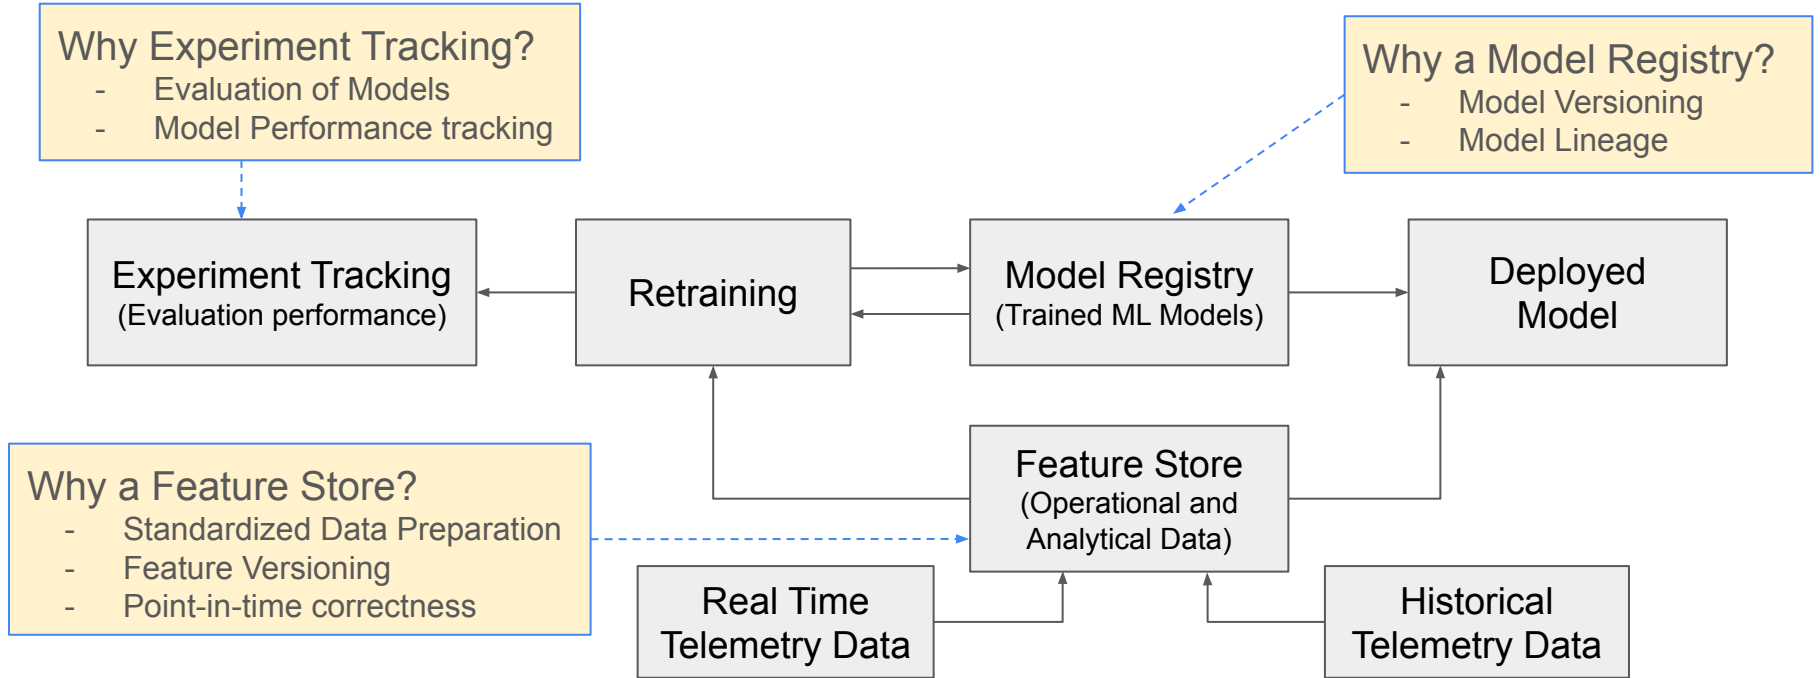 Why Experiment Tracking?
- Evaluation of Models
- Model Performance tracking
Why a Model Registry?
- Model Versioning
- Model Lineage
Experiment Tracking
(Evaluation performance)
Retraining
Model Registry
(Trained ML Models)
Deployed
Model
Why a Feature Store?
- Standardized Data Preparation
- Feature Versioning
- Point-in-time correctness
Feature Store
(Operational and
Analytical Data)
Real Time
Telemetry Data
Historical
Telemetry Data